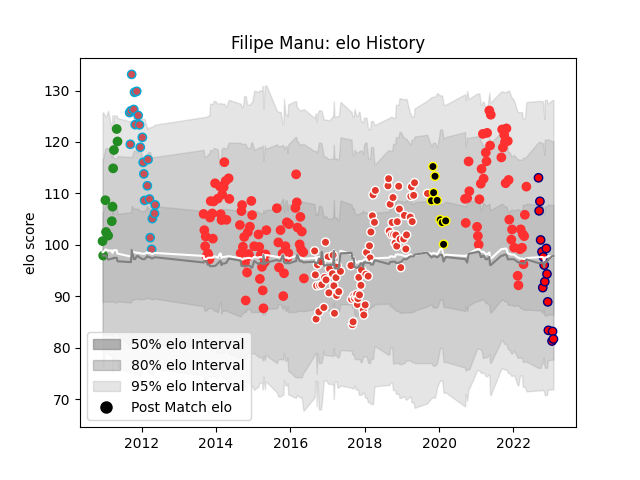 Filipe Manu: elo History
elo score
130
120
110
100
90
80
70
50% elo Interval
80% elo Interval
95% elo Interval
Post Match elo
2012
2014
2016
2018
2020
2022